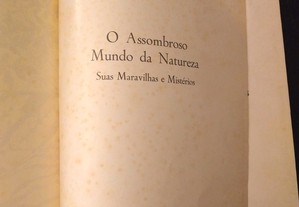 O Assombroso
Mundo da Natureza
Suas Maravilhas e Mistérios